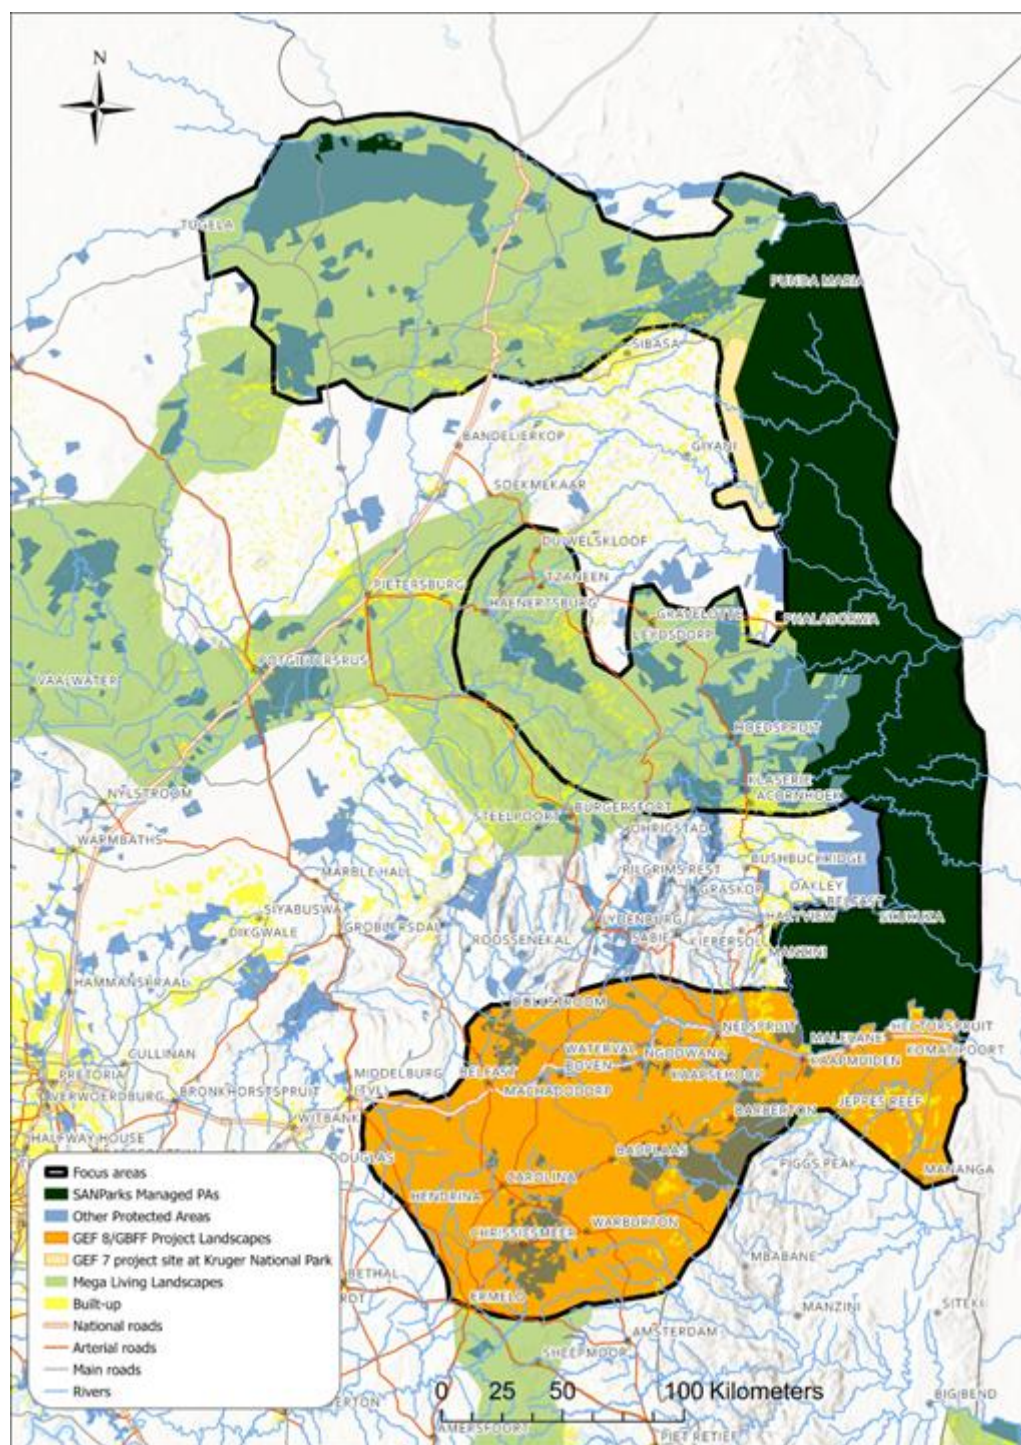 N
TUGELA
PUNDA MARIA
SIBASA
BANDELIERKOP
GIYANI
SOEKMEKAAR
DUIWELSKLOOF
PIETERSBURG
TZANEEN
HAENERTSBURG
GRAVELOTTE
PHALABORWA
LEYDSDORP
POTGIETERSRUS
VAALWATER
HOEDSPRUIT
KLASERIE
ACORNHOEK
NYLSTROOM
BURGERSFORT
STEELPOORT
OHRIGSTAD
WARMBATHS
BUSHBUCKRIDGE
MARBLE HALL
PILGRIMS REST
GRASKOP
OAKLEY
BELFAST
SIYABUSWA
HAZYVIEW
SKUKUZA
LYDENBURG
DIKGWALE
GROBLERSDAL
ROOSSENEKAL
SABIE
KIEPERSOL
MANZINI
HAMMANSKRAAL
DULLSTROOM
NELSPRUIT
HECTORSPRUIT
MALELANE
WATERVAL
BOVEN
NGODWANA
KOMATIPOORT
CULLINAN
KAAPMUIDEN
KAAPSEHOOP
PRETORIA
MIDDELBURG
(TVL)
BELFAST
MACHADODORP
VERWOERDBURG
BRONKHORSTSPRUIT
JEPPES REEF
WITBANK
BARBERTON
HALFWAY HOUSE
DOUGLAS
BADPLAAS
PIGGS PEAK
MANANGA
CAROLINA
HENDRINA
CHRISSIESMEER
WARBURTON
MBABANE
BETHAL
ERMELO
MANZINI
SITEKI
AMSTERDAM
SHEEPMOOR
BIG BEND
AMERSFOORT
PIET RETIEF
Focus areas
SANParks Managed PAs
Other Protected Areas
GEF 8/GBFF Project Landscapes
GEF 7 project site at Kruger National Park
Mega Living Landscapes
Built-up
National roads
Arterial roads
Main roads
Rivers
0 25 50 100 Kilometers